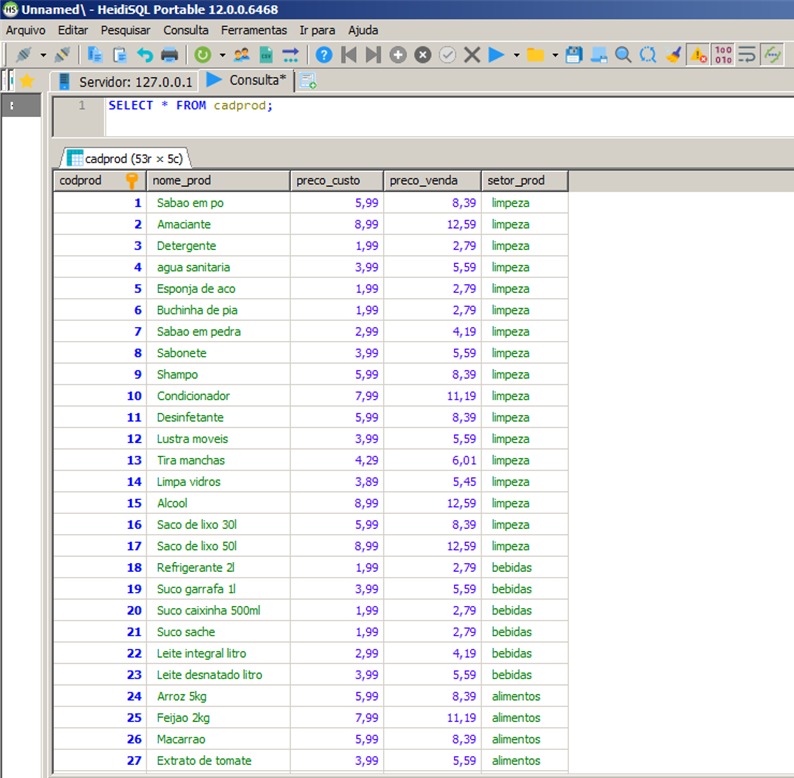 Unnamed\ - HeidiSQL Portable 12.0.0.6468
Arquivo Editar Pesquisar Consulta Ferramentas Ir para Ajuda
Servidor: 127.0.0.1 Consulta*
1 SELECT * FROM cadprod;
cadprod (53r × 5c)
codprod nome_prod preco_custo preco_venda setor_prod
1 Sabao em po 5,99 8,39 limpeza
2 Amaciante 8,99 12,59 limpeza
3 Detergente 1,99 2,79 limpeza
4 agua sanitaria 3,99 5,59 limpeza
5 Esponja de aco 1,99 2,79 limpeza
6 Buchinha de pia 1,99 2,79 limpeza
7 Sabao em pedra 2,99 4,19 limpeza
8 Sabonete 3,99 5,59 limpeza
9 Shampo 5,99 8,39 limpeza
10 Condicionador 7,99 11,19 limpeza
11 Desinfetante 5,99 8,39 limpeza
12 Lustra moveis 3,99 5,59 limpeza
13 Tira manchas 4,29 6,01 limpeza
14 Limpa vidros 3,89 5,45 limpeza
15 Alcool 8,99 12,59 limpeza
16 Saco de lixo 30l 5,99 8,39 limpeza
17 Saco de lixo 50l 8,99 12,59 limpeza
18 Refrigerante 2l 1,99 2,79 bebidas
19 Suco garrafa 1l 3,99 5,59 bebidas
20 Suco caixinha 500ml 1,99 2,79 bebidas
21 Suco sache 1,99 2,79 bebidas
22 Leite integral litro 2,99 4,19 bebidas
23 Leite desnatado litro 3,99 5,59 bebidas
24 Arroz 5kg 5,99 8,39 alimentos
25 Feijao 2kg 7,99 11,19 alimentos
26 Macarrao 5,99 8,39 alimentos
27 Extrato de tomate 3,99 5,59 alimentos